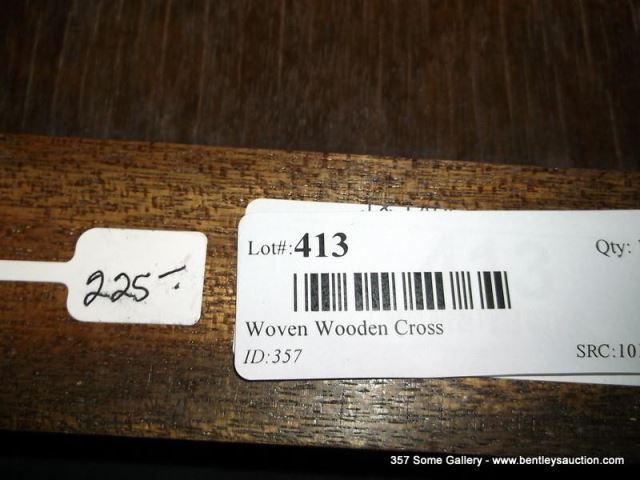 Lot#:413
Qty:
Woven Wooden Cross
ID:357
SRC:10
225-
357 Some Gallery - www.bentleysauction.com